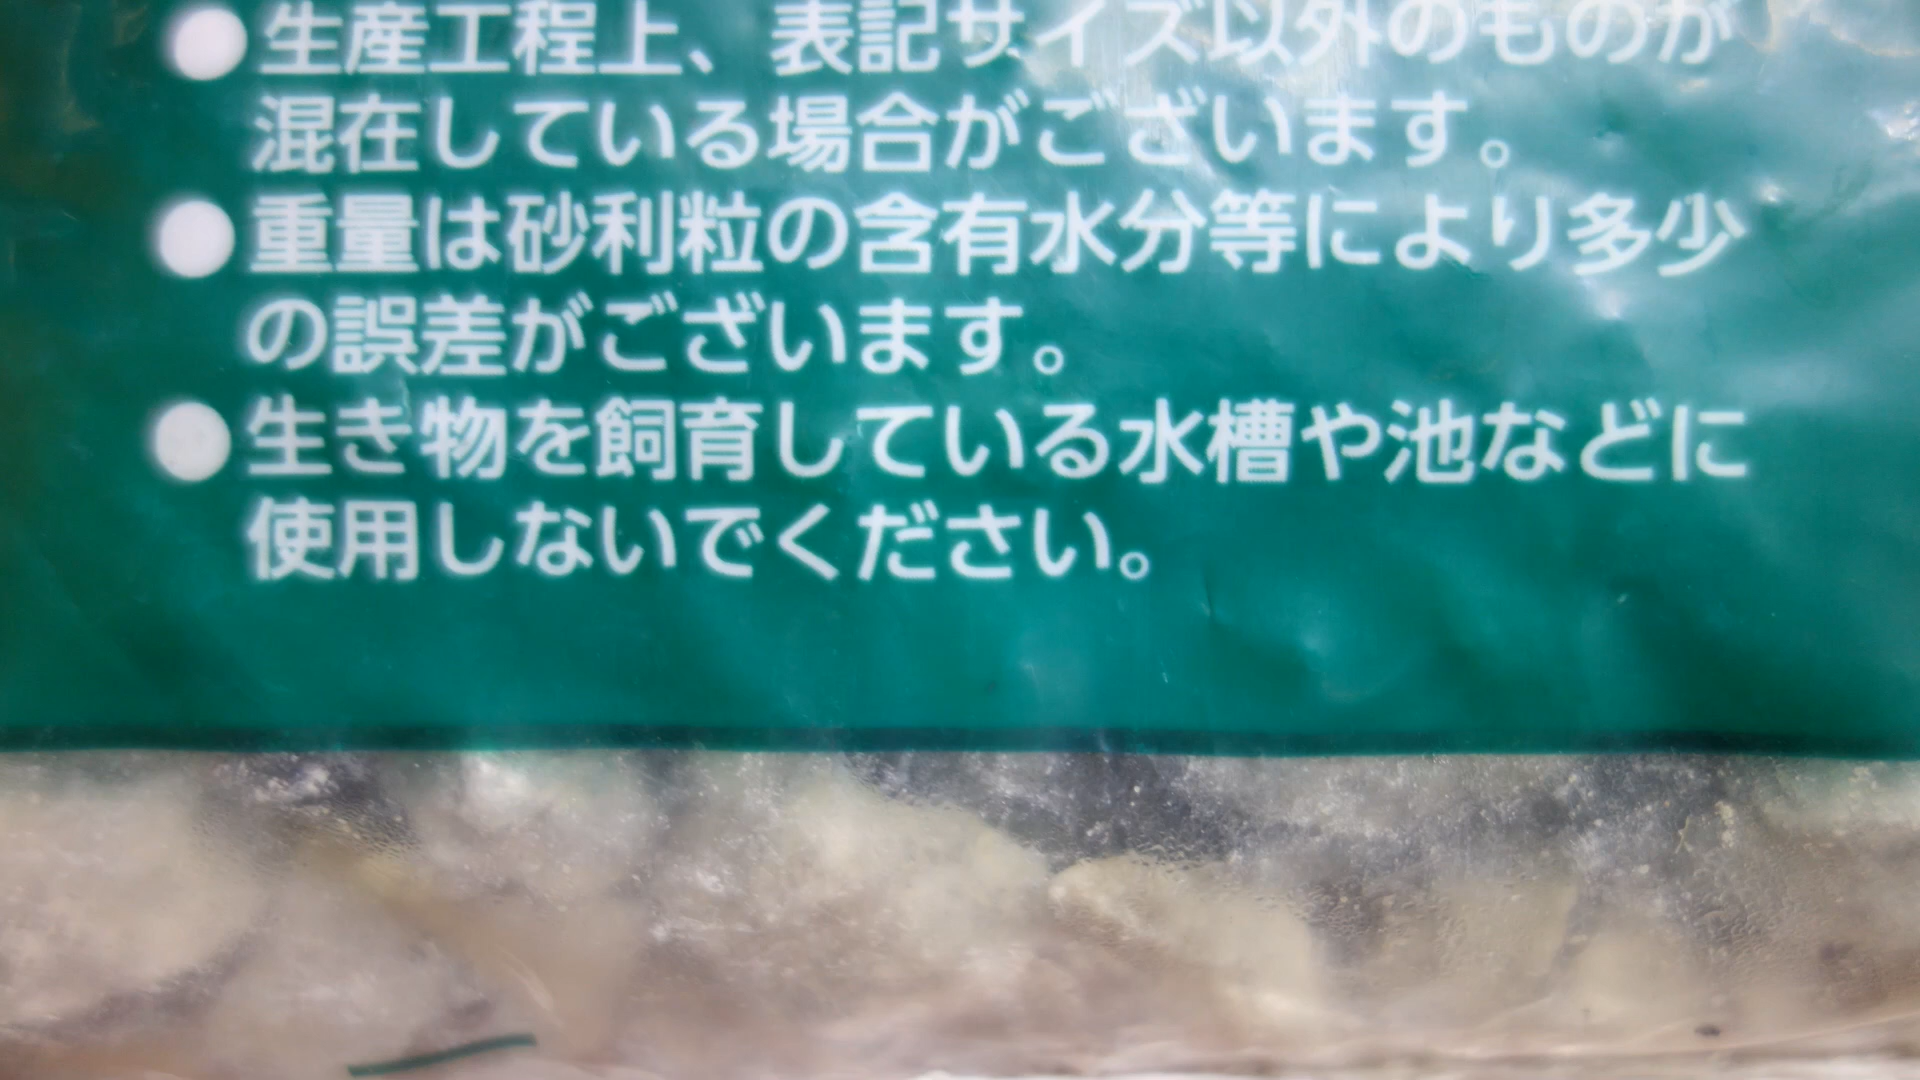 ●生産工程上、表記サイズ以外のものが
混在している場合がございます。
●重量は砂利粒の含有水分等により多少
の誤差がございます。
●生き物を飼育している水槽や池などに
使用しないでください。